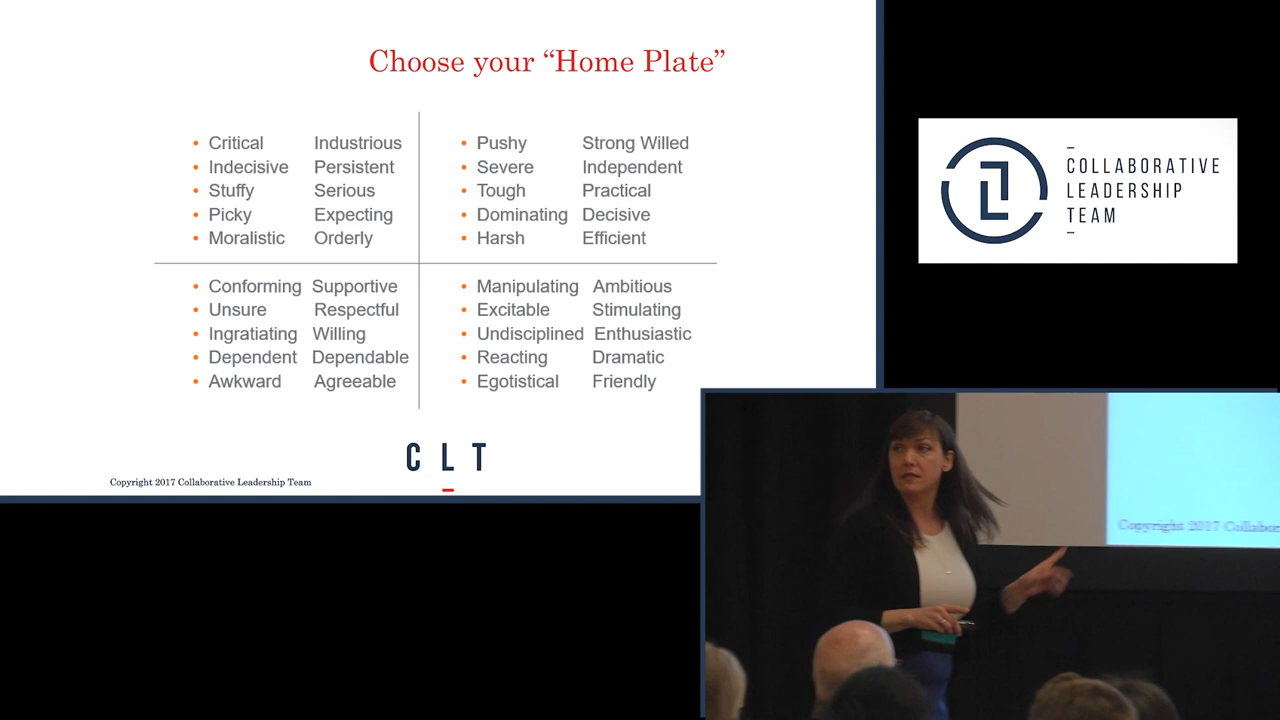 Choose your “Home Plate”
• Critical Industrious
• Indecisive Persistent
• Stuffy Serious
• Picky Expecting
• Moralistic Orderly
• Pushy Strong Willed
• Severe Independent
• Tough Practical
• Dominating Decisive
• Harsh Efficient
• Conforming Supportive
• Unsure Respectful
• Ingratiating Willing
• Dependent Dependable
• Awkward Agreeable
• Manipulating Ambitious
• Excitable Stimulating
• Undisciplined Enthusiastic
• Reacting Dramatic
• Egotistical Friendly
CLT
Copyright 2017 Collaborative Leadership Team
COLLABORATIVE
LEADERSHIP
TEAM
Copyright 2017